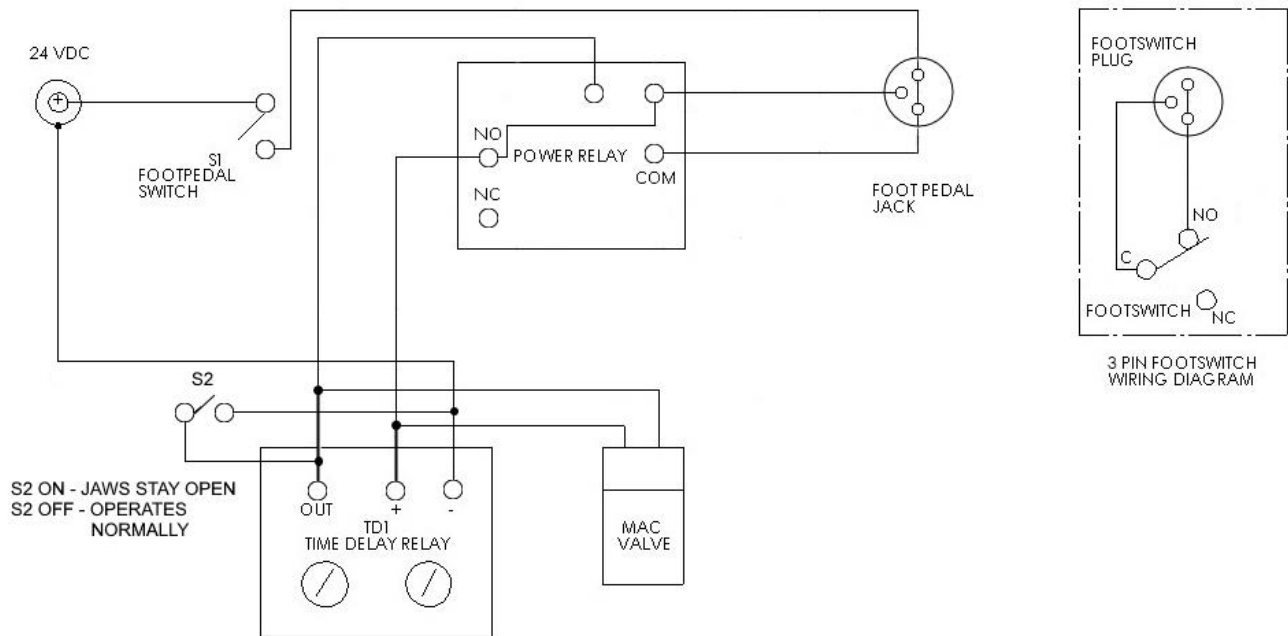 24 VDC
S1
FOOTPEDAL
SWITCH
NO
POWER RELAY
COM
NC
FOOT PEDAL
JACK
FOOTSWITCH
PLUG
NO
C
FOOTSWITCH
NC
3 PIN FOOTSWITCH
WIRING DIAGRAM
S2
S2 ON - JAWS STAY OPEN
S2 OFF - OPERATES
NORMALLY
OUT
+
-
TD1
TIME DELAY RELAY
MAC
VALVE
+